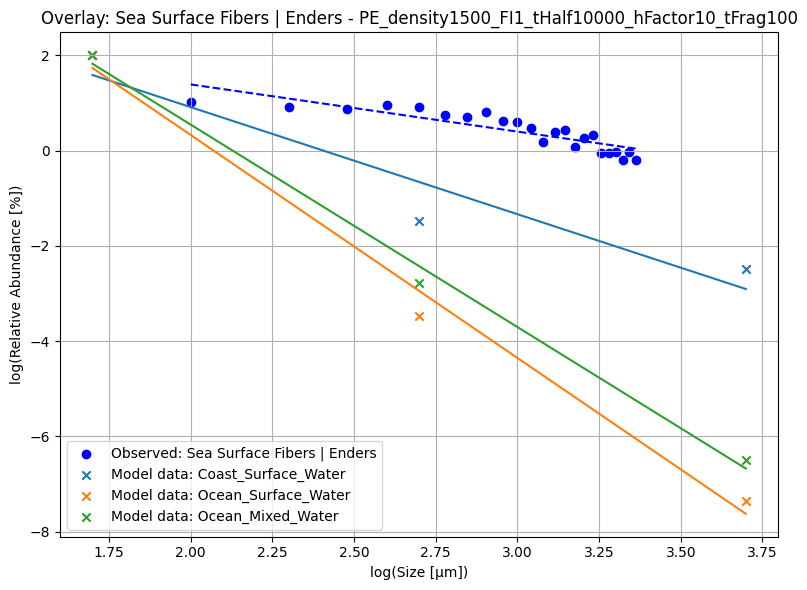 Overlay: Sea Surface Fibers | Enders - PE_density1500_FI1_tHalf10000_hFactor10_tFrag100
log(Relative Abundance [%])
2
0
−2
−4
−6
−8
Observed: Sea Surface Fibers | Enders
Model data: Coast_Surface_Water
Model data: Ocean_Surface_Water
Model data: Ocean_Mixed_Water
1.75
2.00
2.25
2.50
2.75
3.00
3.25
3.50
3.75
log(Size [μm])